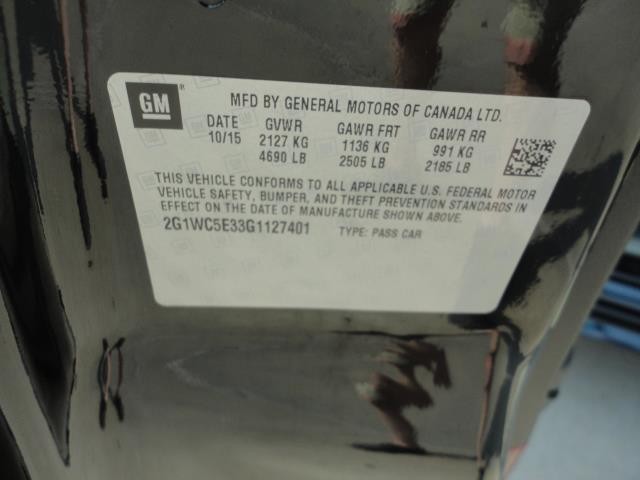 GM® MFD BY GENERAL MOTORS OF CANADA LTD.
DATE GVWR GAWR FRT GAWR RR
10/15 2127 KG 1136 KG 991 KG
4690 LB 2505 LB 2185 LB
THIS VEHICLE CONFORMS TO ALL APPLICABLE U.S. FEDERAL MOTOR
VEHICLE SAFETY, BUMPER, AND THEFT PREVENTION STANDARDS IN
EFFECT ON THE DATE OF MANUFACTURE SHOWN ABOVE.
2G1WC5E33G1127401 TYPE: PASS CAR